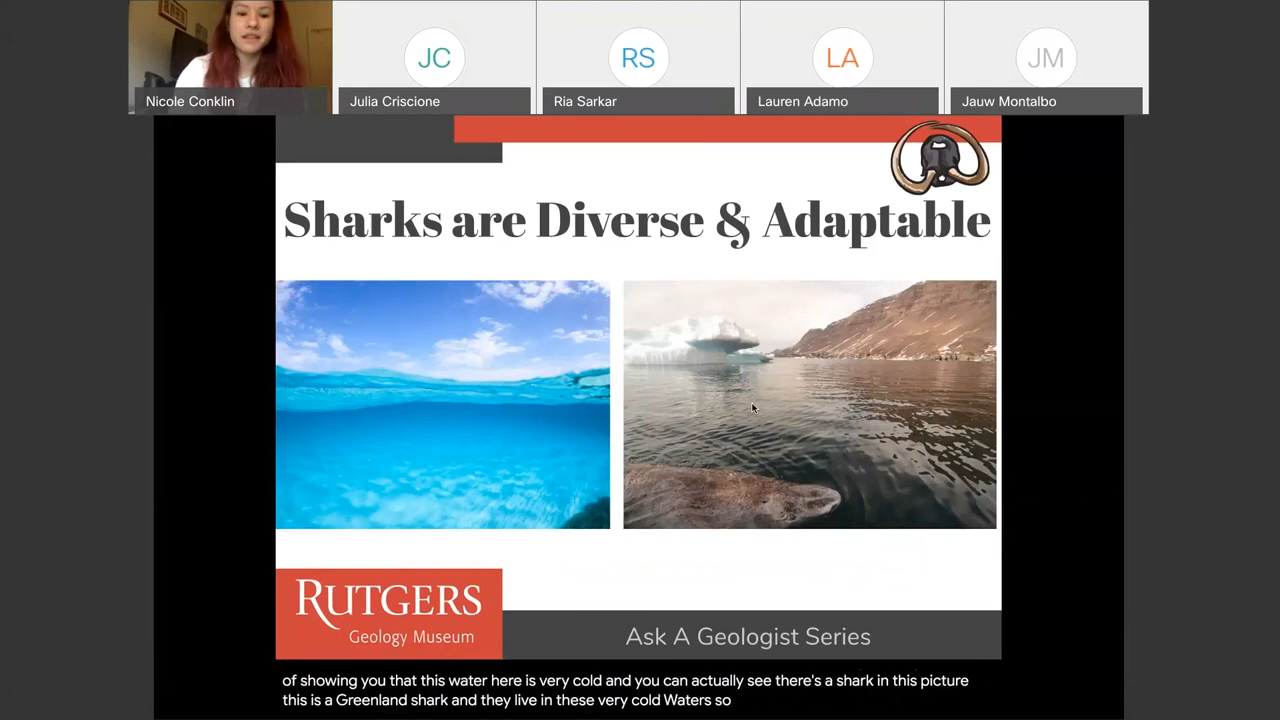 JC
RS
LA
JM
Nicole Conklin
Julia Criscione
Ria Sarkar
Lauren Adamo
Jauw Montalbo
Sharks are Diverse & Adaptable
RUTGERS
Geology Museum
Ask A Geologist Series
of showing you that this water here is very cold and you can actually see there's a shark in this picture
this is a Greenland shark and they live in these very cold Waters so